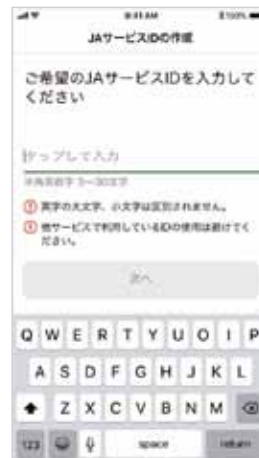 9:41 AM
100%
JAサービスIDの作成
ご希望のJAサービスIDを入力して
ください
タップして入力
半角英数字 3〜30文字
英字の大文字、小文字は区別されません。
他サービスで利用しているIDの使用は避けてく
ださい。
次へ
Q W E R T Y U O I P
A S D F G H J K L
Z X C V B N M
123 space return